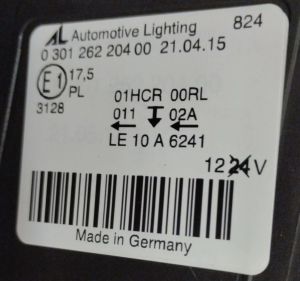 AL Automotive Lighting 824
0 301 262 204 00 21.04.15
E1 17,5
PL
3128
01HCR 00RL
011 02A
LE 10 A 6241
12 24 V
Made in Germany